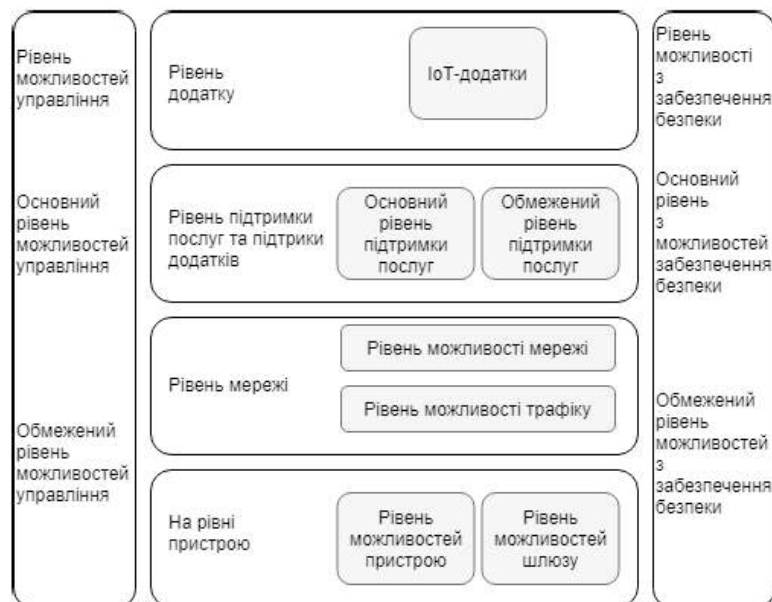 Рівень
можливостей
управління
Основний
рівень
можливостей
управління
Обмежений
рівень
можливостей
управління
Рівень
додатку
IoT-додатки
Рівень підтримки
послуг та підтрики
додатків
Основний
рівень
підтримки
послуг
Обмежений
рівень
підтримки
послуг
Рівень мережі
Рівень можливості мережі
Рівень можливості трафіку
На рівні
пристрою
Рівень
можливостей
пристрою
Рівень
можливостей
шлюзу
Рівень
можливості
з
забезпечення
безпеки
Основний
рівень
з
можливостей
забезпечення
безпеки
Обмежений
рівень
можливостей
з
забезпечення
безпеки